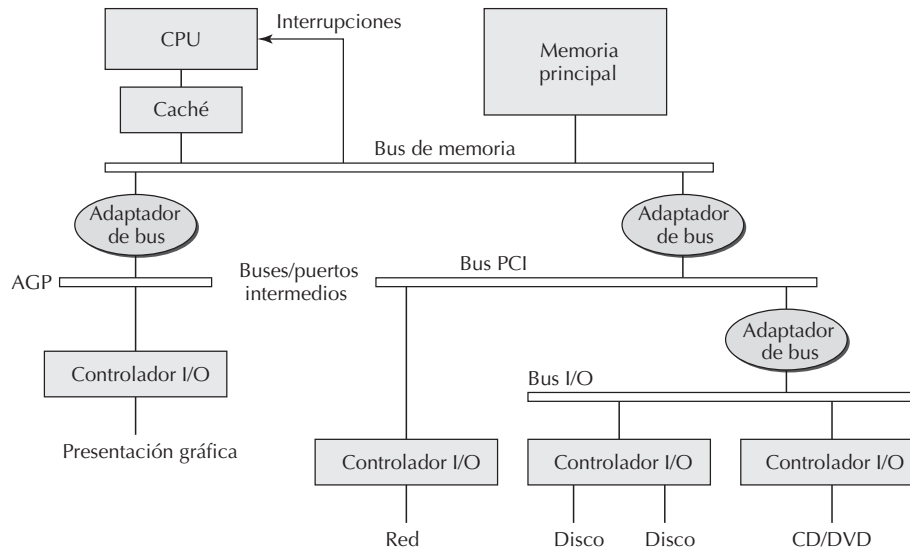 Interrupciones
CPU
Memoria
principal
Caché
Bus de memoria
Adaptador
de bus
Adaptador
de bus
AGP
Buses/puertos
intermedios
Bus PCI
Adaptador
de bus
Controlador I/O
Bus I/O
Presentación gráfica
Controlador I/O
Controlador I/O
Controlador I/O
Red
Disco
Disco
CD/DVD